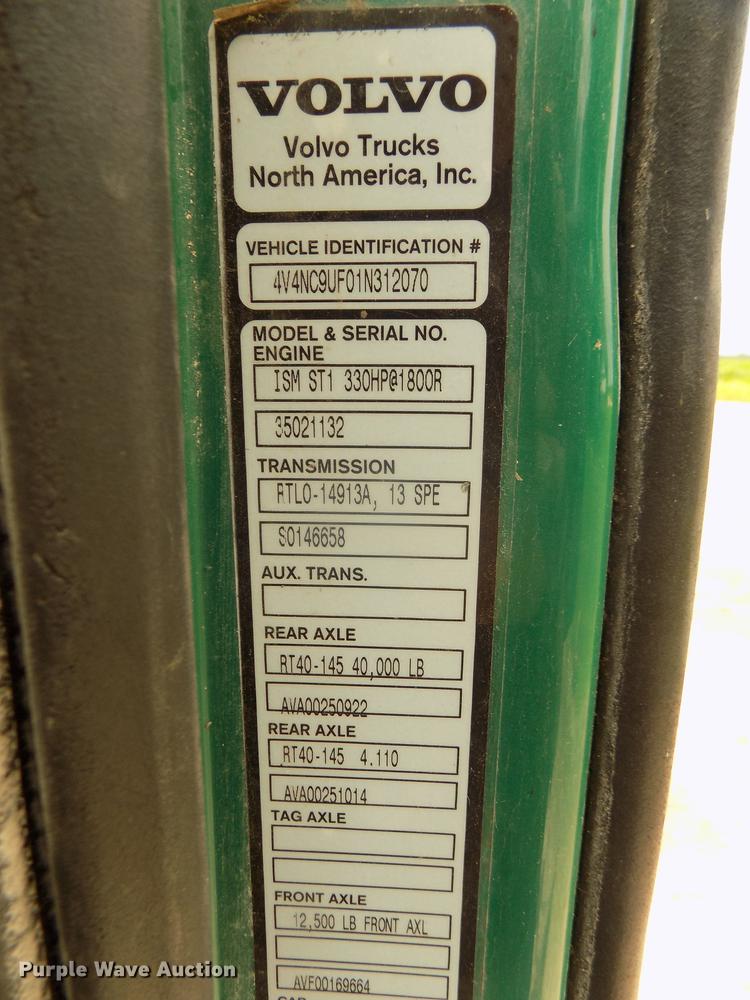 VOLVO
Volvo Trucks
North America, Inc.
VEHICLE IDENTIFICATION #
4V4NC9UF01N312070
MODEL & SERIAL NO.
ENGINE
ISM ST1 330HP@1800R
35021132
TRANSMISSION
RTLO-14913A, 13 SPE
S0146658
AUX. TRANS.
REAR AXLE
RT40-145 40,000 LB
AVA00250922
REAR AXLE
RT40-145 4.110
AVA00251014
TAG AXLE
FRONT AXLE
12,500 LB FRONT AXL
AVF00169664
CAB
Purple Wave Auction